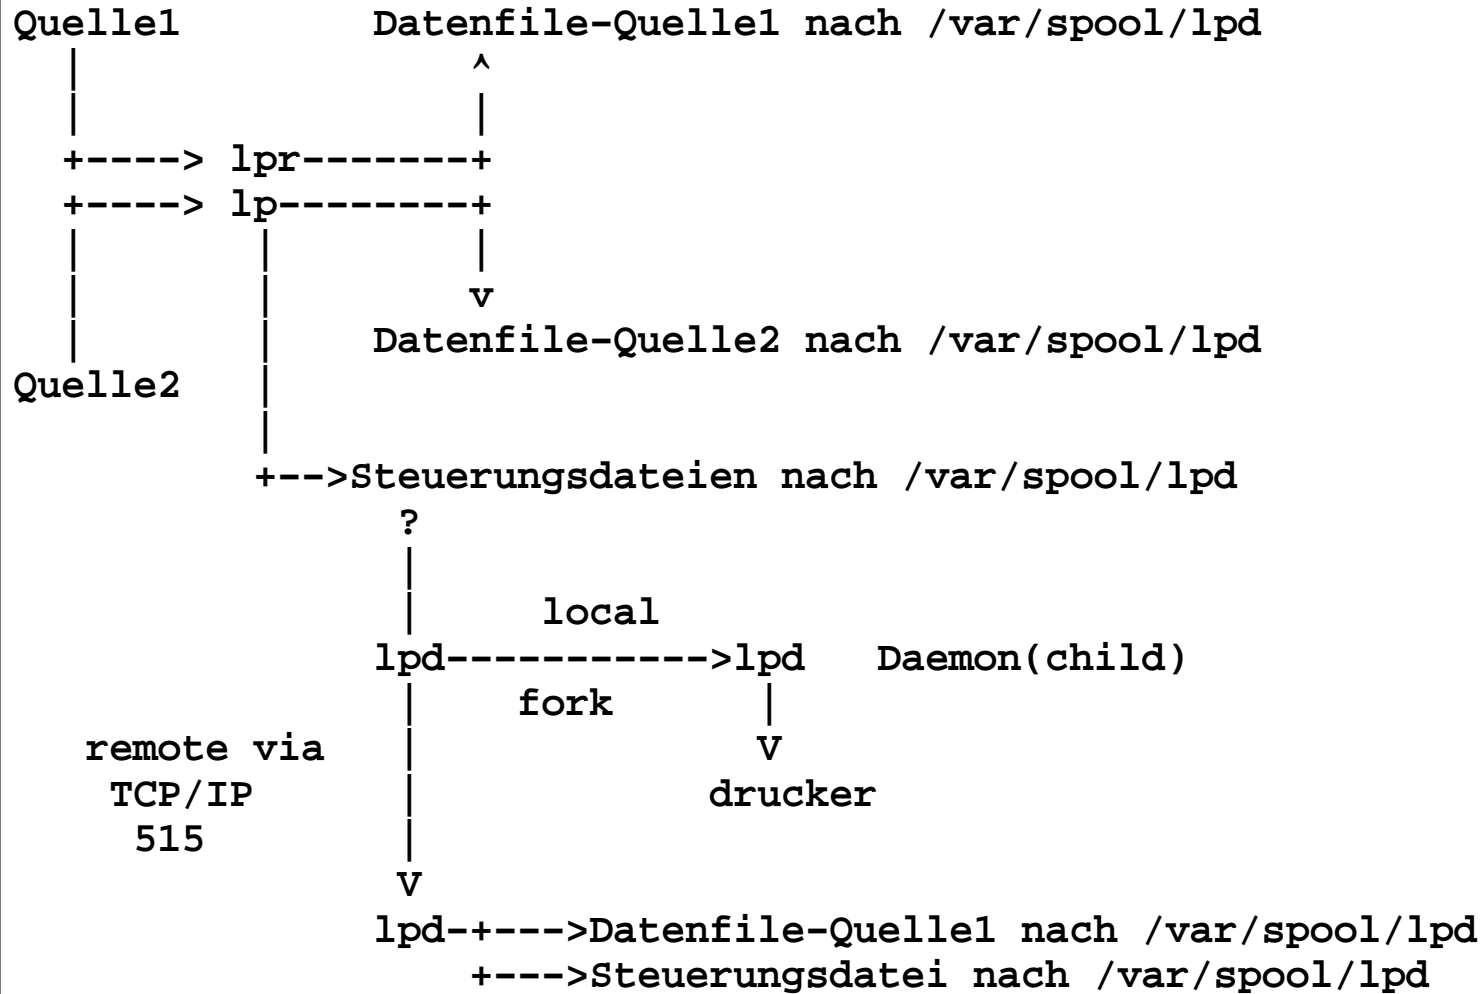 Quelle1        Datenfile-Quelle1 nach /var/spool/lpd
  |                ^
  |                |
  +----> lpr-------+
  +----> lp--------+
  |       |        |
  |       |        v
  |       |    Datenfile-Quelle2 nach /var/spool/lpd
Quelle2   |
          |
          +-->Steuerungsdateien nach /var/spool/lpd
                ?
                |
                |     local
               lpd----------->lpd   Daemon(child)
                |    fork      |
   remote via   |              V
    TCP/IP      |            drucker
     515        |
                V
               lpd-+--->Datenfile-Quelle1 nach /var/spool/lpd
                   +--->Steuerungsdatei nach /var/spool/lpd